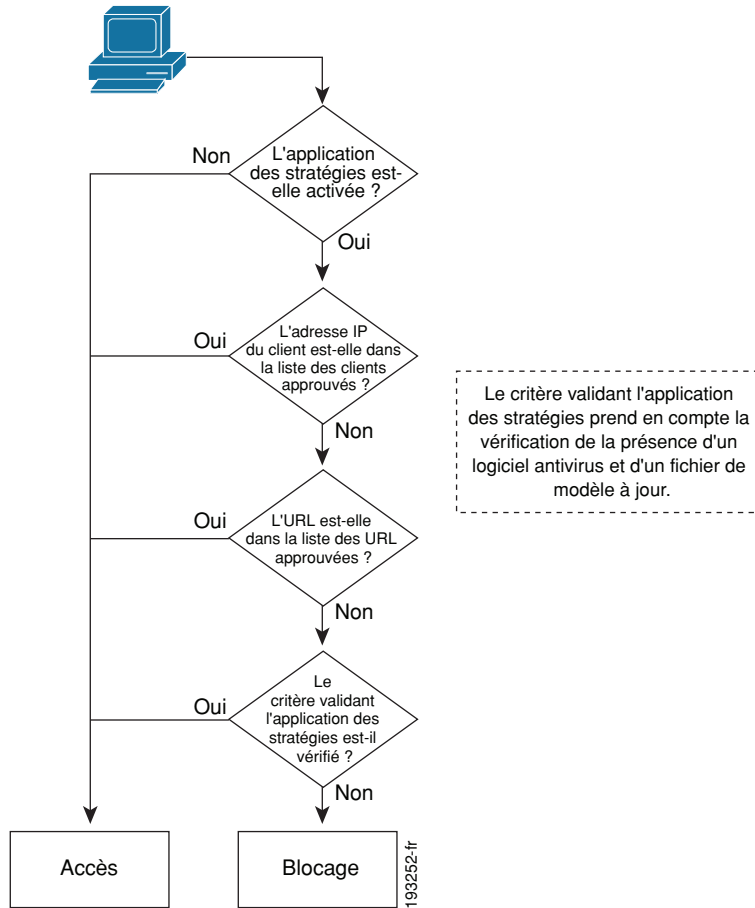 L'application
des stratégies est-
elle activée ?
Non
Oui
L'adresse IP
du client est-elle dans
la liste des clients
approuvés ?
Oui
Non
Le critère validant l'application
des stratégies prend en compte la
vérification de la présence d'un
logiciel antivirus et d'un fichier de
modèle à jour.
L'URL est-elle
dans la liste des URL
approuvées ?
Oui
Non
Le
critère validant
l'application des
stratégies est-il
vérifié ?
Oui
Non
Accès
Blocage
193252-fr